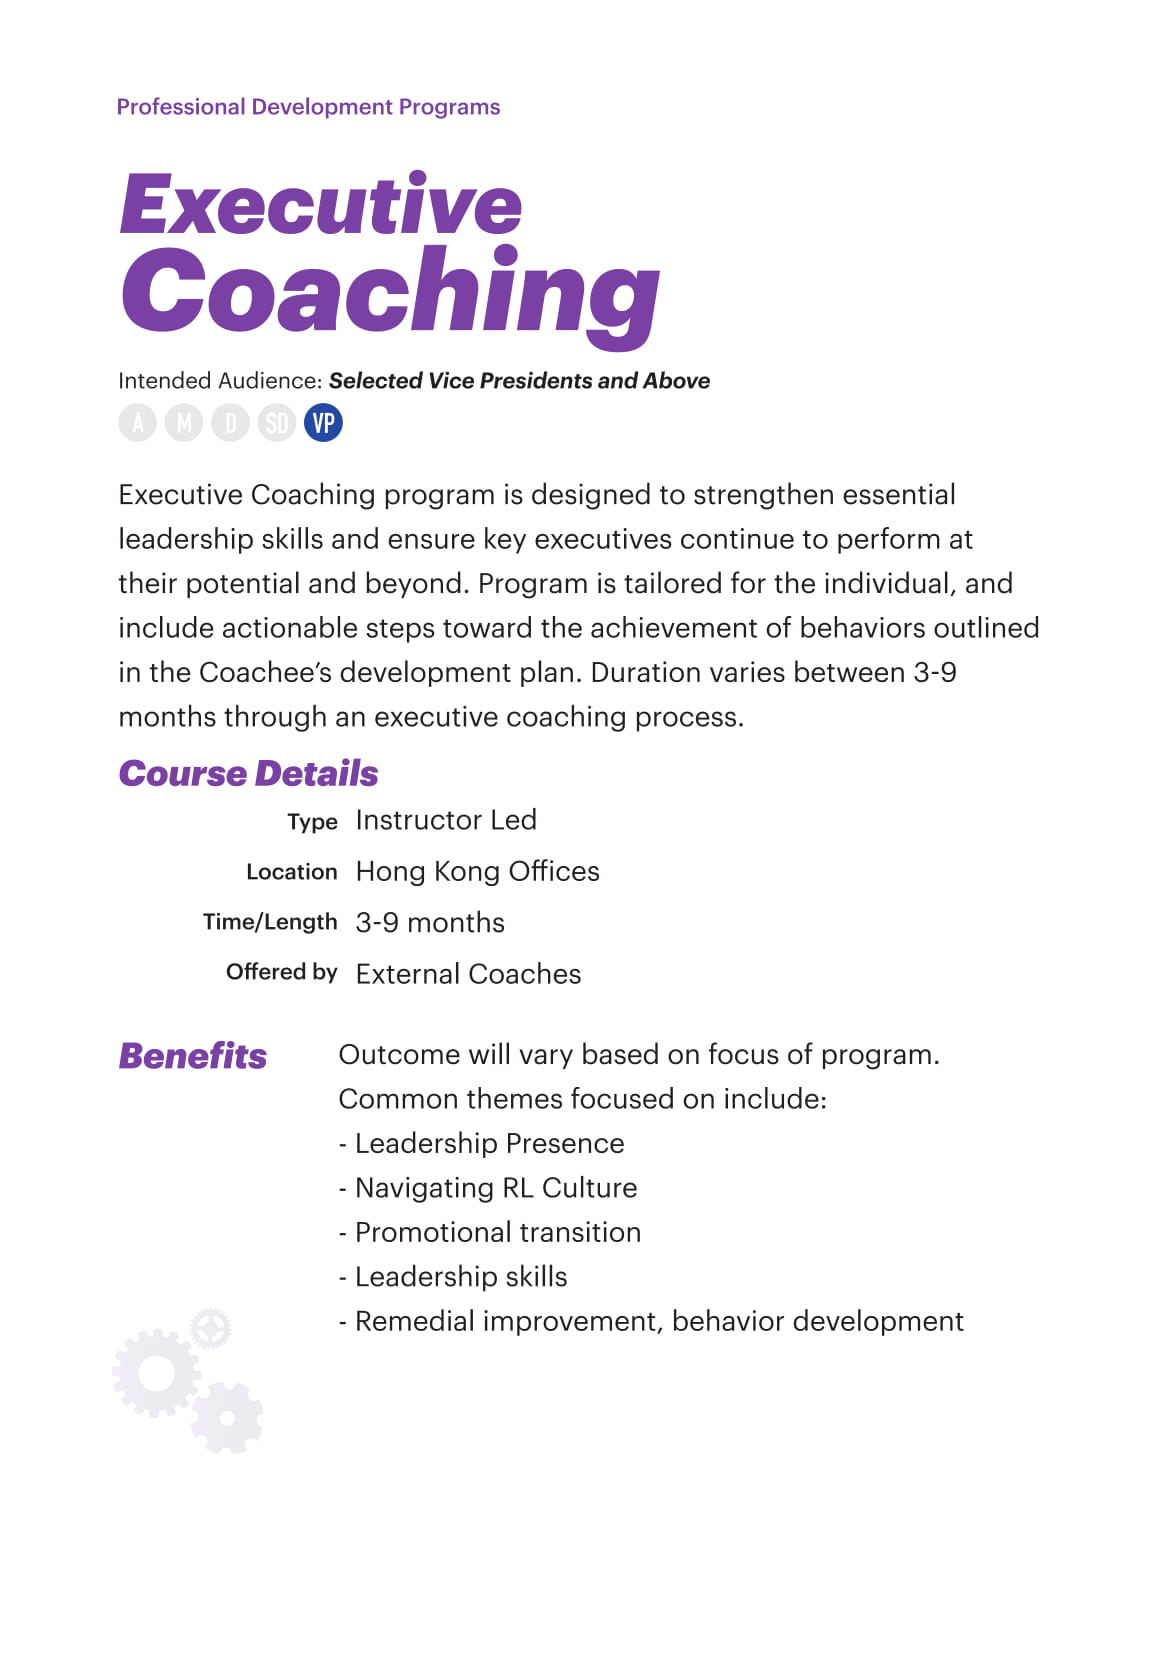 Professional Development Programs
Executive
Coaching
Intended Audience: Selected Vice Presidents and Above
A M D SD VP
Executive Coaching program is designed to strengthen essential
leadership skills and ensure key executives continue to perform at
their potential and beyond. Program is tailored for the individual, and
include actionable steps toward the achievement of behaviors outlined
in the Coachee’s development plan. Duration varies between 3-9
months through an executive coaching process.
Course Details
Type Instructor Led
Location Hong Kong Offices
Time/Length 3-9 months
Offered by External Coaches
Benefits Outcome will vary based on focus of program.
Common themes focused on include:
- Leadership Presence
- Navigating RL Culture
- Promotional transition
- Leadership skills
- Remedial improvement, behavior development